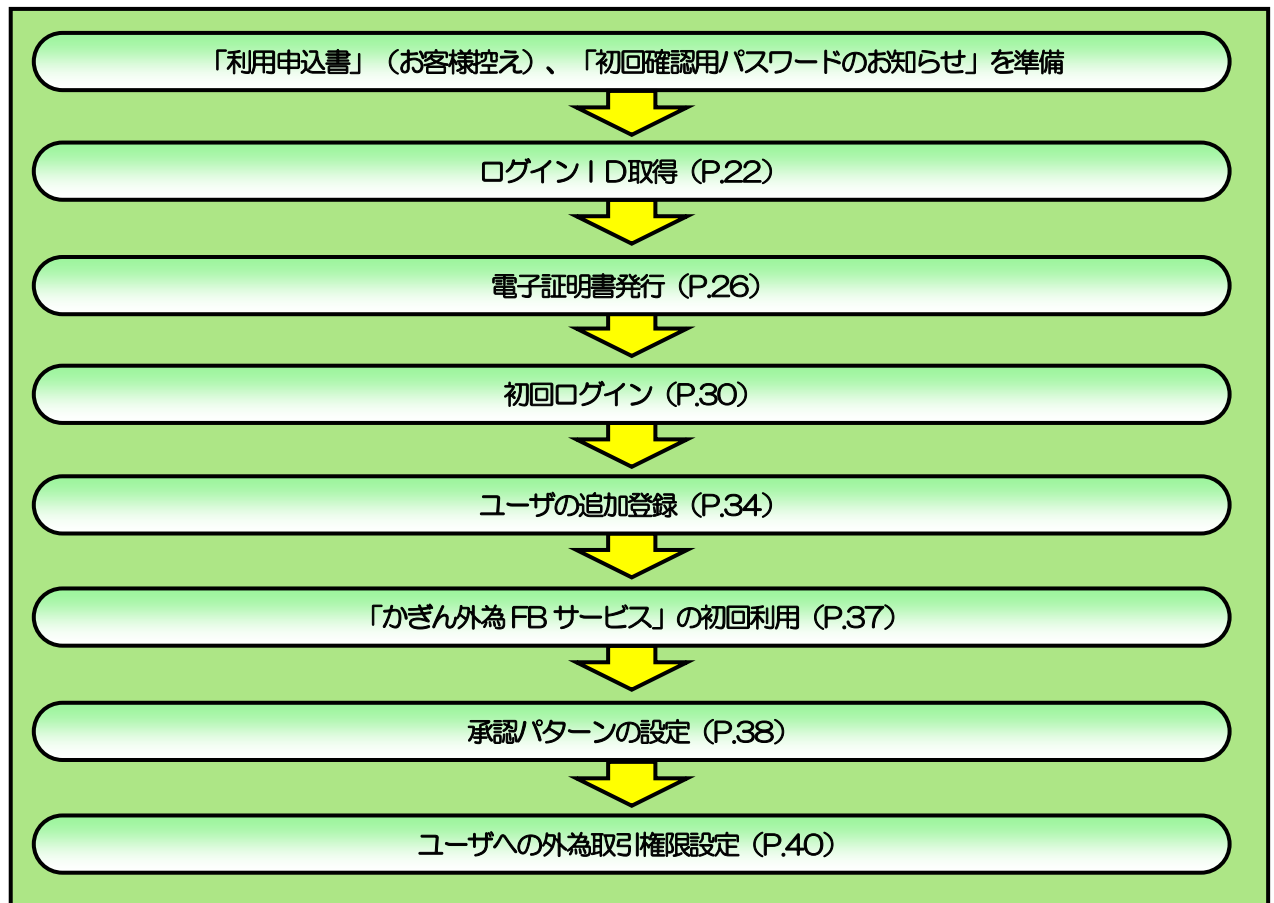 「利用申込書」（お客様控え）、「初回確認用パスワードのお知らせ」を準備
ログインＩＤ取得（P.22）
電子証明書発行（P.26）
初回ログイン（P.30）
ユーザの追加登録（P.34）
「かぎん外為 FB サービス」の初回利用（P.37）
承認パターンの設定（P.38）
ユーザへの外為取引権限設定（P.40）